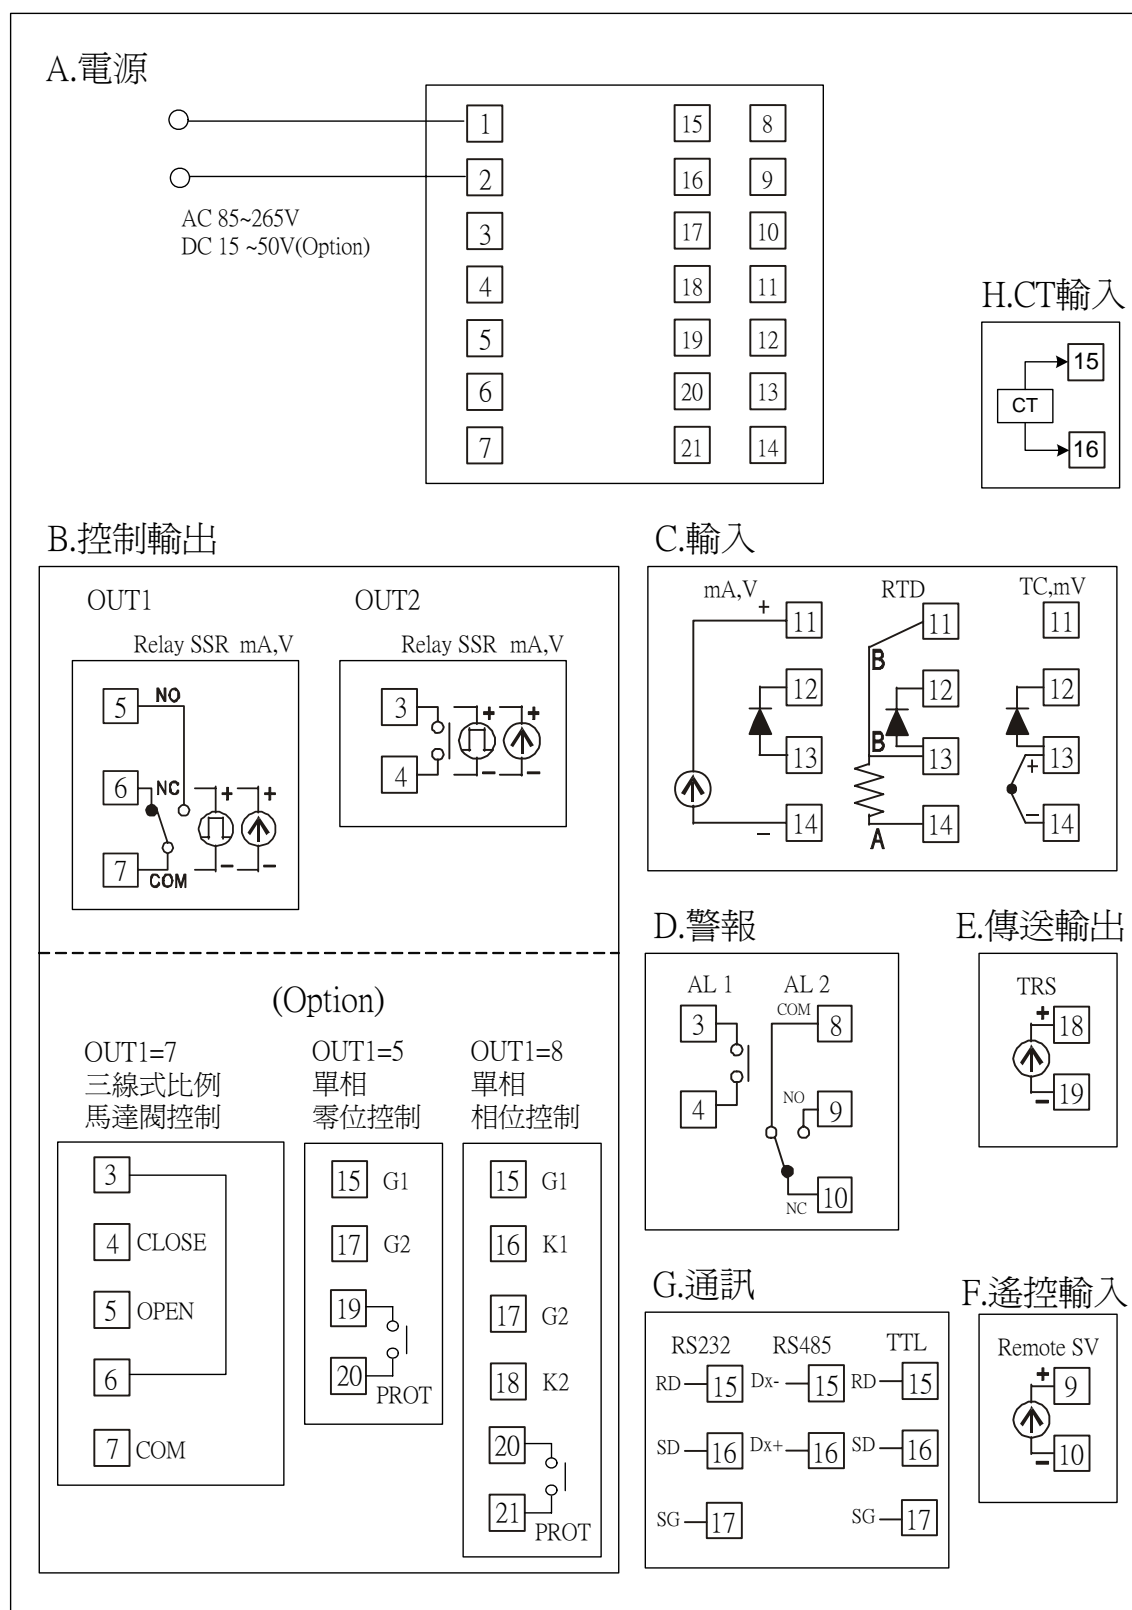 A.電源
1 15 8
2 16 9
AC 85~265V
DC 15 ~50V(Option)
3 17 10
4 18 11
5 19 12
6 20 13
7 21 14
H.CT輸入
15
CT
16
B.控制輸出
OUT1
Relay SSR mA,V
5 NO
6 NC + +
7 COM - -
OUT2
Relay SSR mA,V
3 + +
4 - -
(Option)
OUT1=7
三線式比例
馬達閥控制
3
4 CLOSE
5 OPEN
6
7 COM
OUT1=5
單相
零位控制
15 G1
17 G2
19
20 PROT
OUT1=8
單相
相位控制
15 G1
16 K1
17 G2
18 K2
20
21 PROT
C.輸入
mA,V
+ 11
12
13
- 14
RTD
11
B
12
B 13
A 14
TC,mV
11
12
+ 13
- 14
D.警報
AL 1
3
4
AL 2
COM 8
NO 9
NC 10
E.傳送輸出
TRS
+ 18
- 19
G.通訊
RS232 RS485 TTL
RD 15 Dx- 15 RD 15
SD 16 Dx+ 16 SD 16
SG 17 SG 17
F.遙控輸入
Remote SV
+ 9
- 10